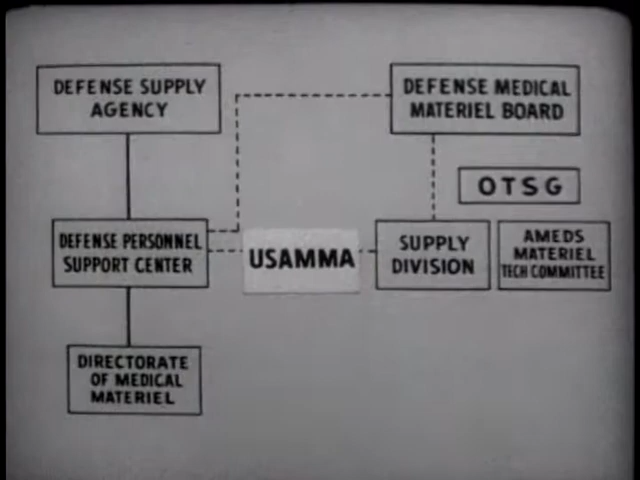 DEFENSE SUPPLY
AGENCY
DEFENSE MEDICAL
MATERIEL BOARD
OTSG
DEFENSE PERSONNEL
SUPPORT CENTER
USAMMA
SUPPLY
DIVISION
AMEDS
MATERIEL
TECH COMMITTEE
DIRECTORATE
OF MEDICAL
MATERIEL